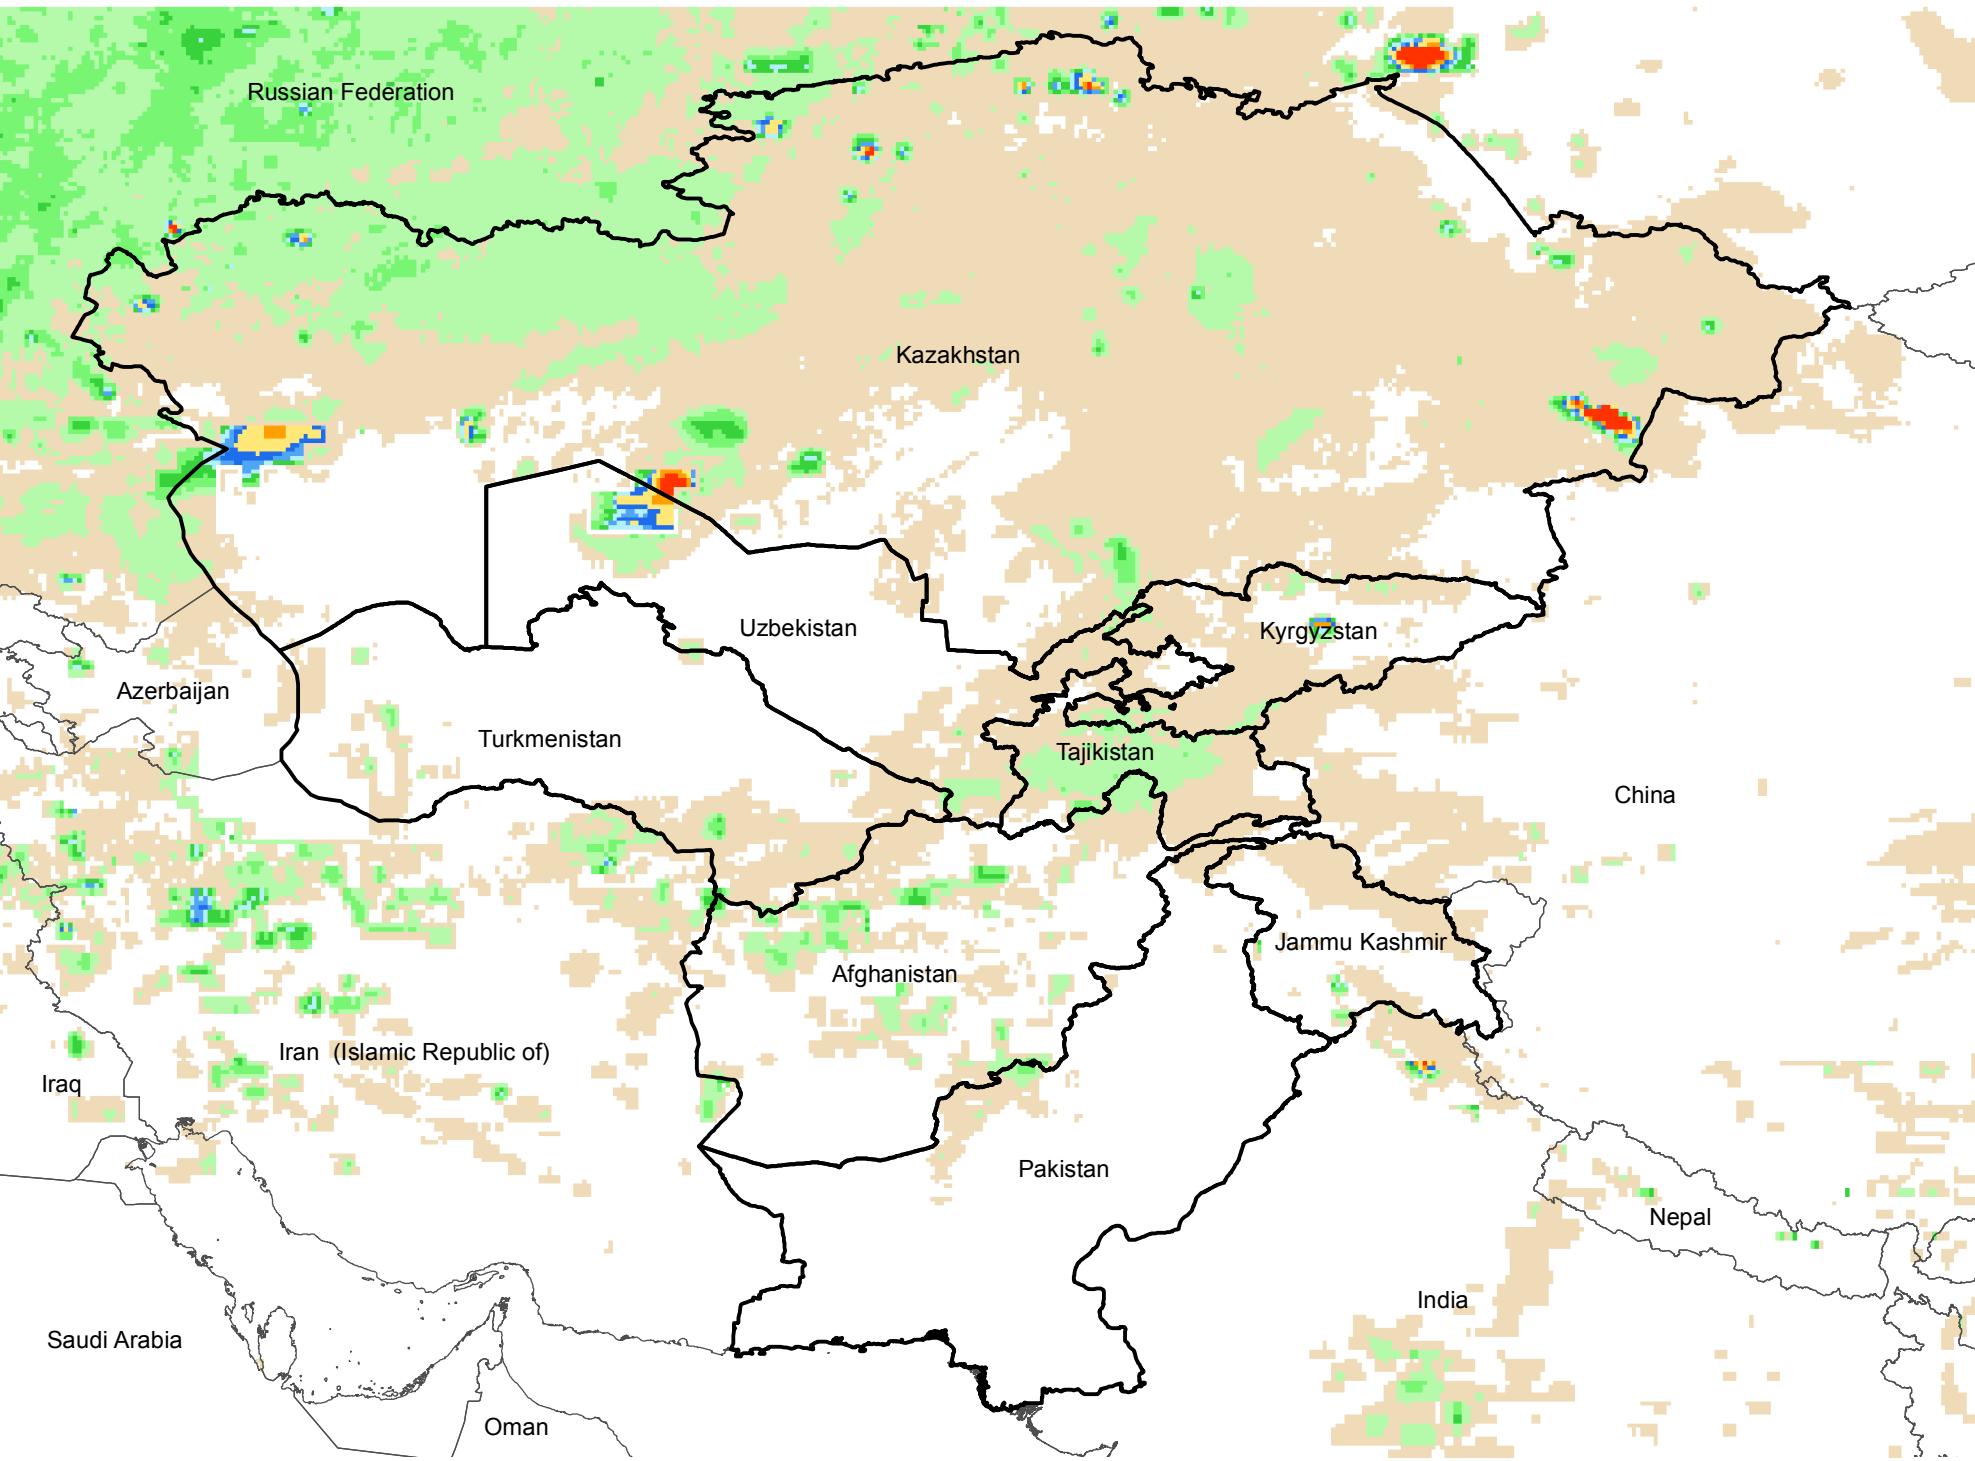 Russian Federation
Kazakhstan
Uzbekistan
Kyrgyzstan
Azerbaijan
Turkmenistan
Tajikistan
China
Jammu Kashmir
Afghanistan
Iran  (Islamic Republic of)
Iraq
Pakistan
Nepal
India
Saudi Arabia
Oman